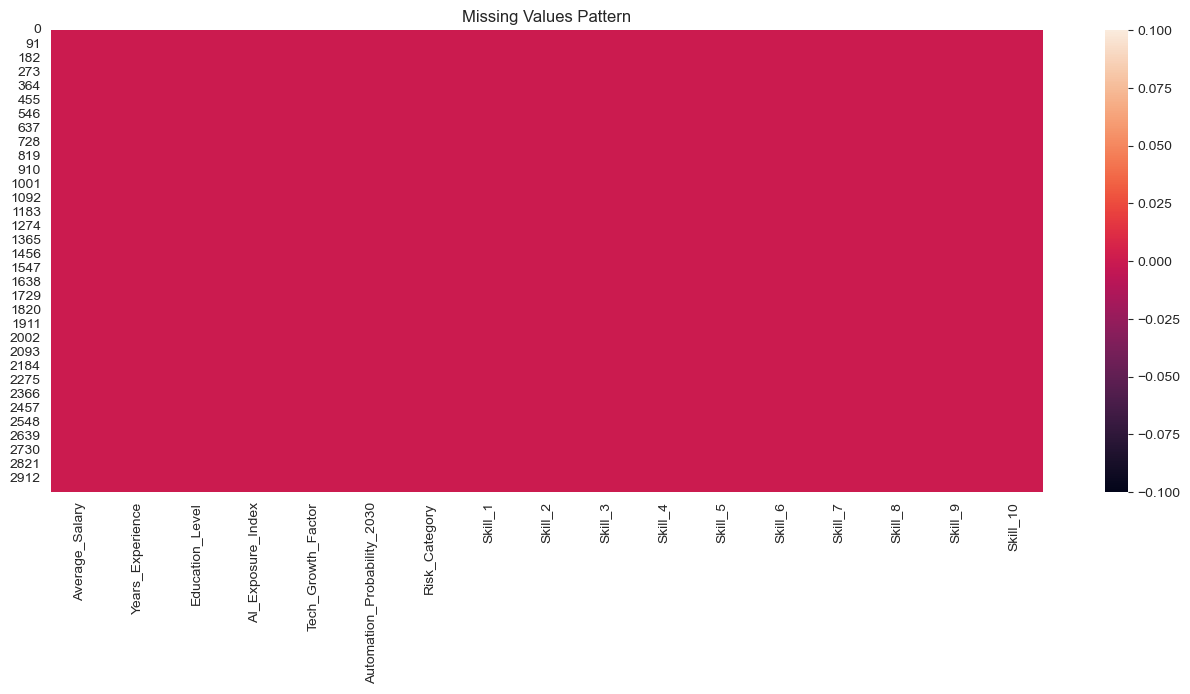 Missing Values Pattern
0
91
182
273
364
455
546
637
728
819
910
1001
1092
1183
1274
1365
1456
1547
1638
1729
1820
1911
2002
2093
2184
2275
2366
2457
2548
2639
2730
2821
2912
Average_Salary
Years_Experience
Education_Level
AI_Exposure_Index
Tech_Growth_Factor
Automation_Probability_2030
Risk_Category
Skill_1
Skill_2
Skill_3
Skill_4
Skill_5
Skill_6
Skill_7
Skill_8
Skill_9
Skill_10
0.100
0.075
0.050
0.025
0.000
−0.025
−0.050
−0.075
−0.100